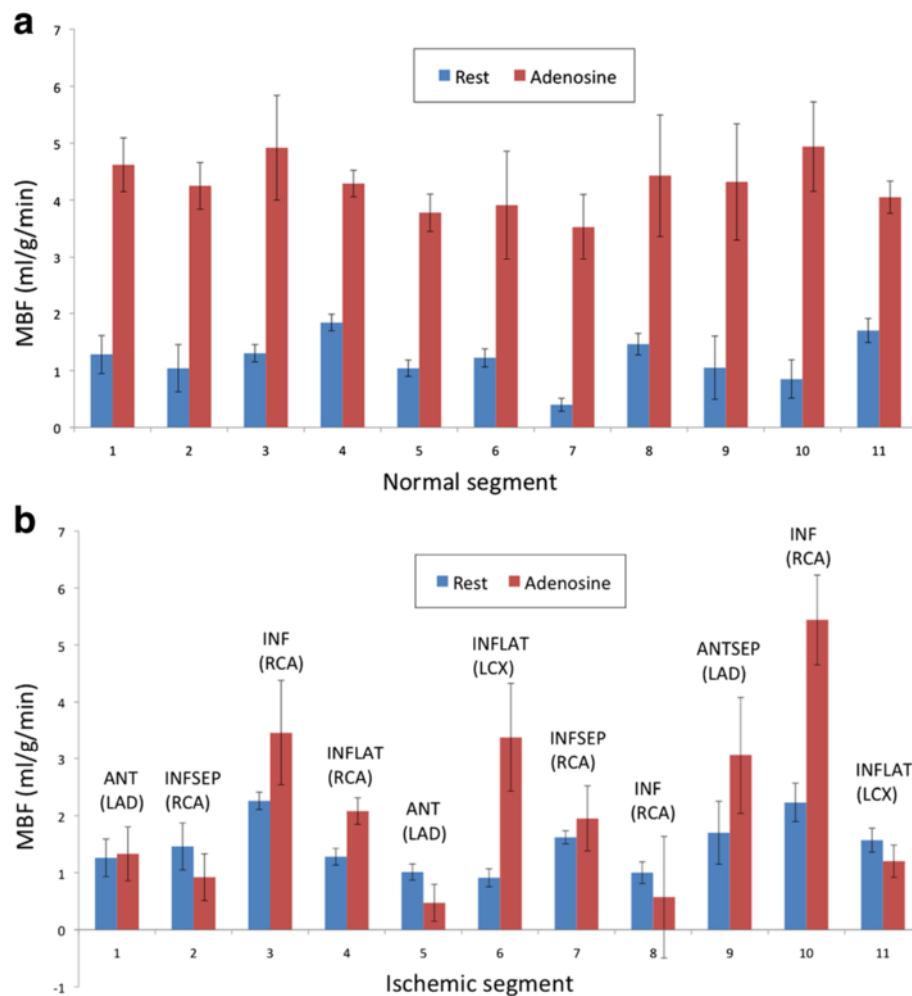 a
7
6
5
4
3
2
1
0
MBF (ml/g/min)
Rest Adenosine
1 2 3 4 5 6 7 8 9 10 11
Normal segment
b
7
6
5
4
3
2
1
0
-1
MBF (ml/g/min)
Rest Adenosine
ANT
(LAD)
INFSEP
(RCA)
INF
(RCA)
INFLAT
(RCA)
ANT
(LAD)
INFLAT
(LCX)
INFSEP
(RCA)
INF
(RCA)
ANTSEP
(LAD)
INF
(RCA)
INFLAT
(LCX)
1 2 3 4 5 6 7 8 9 10 11
Ischemic segment